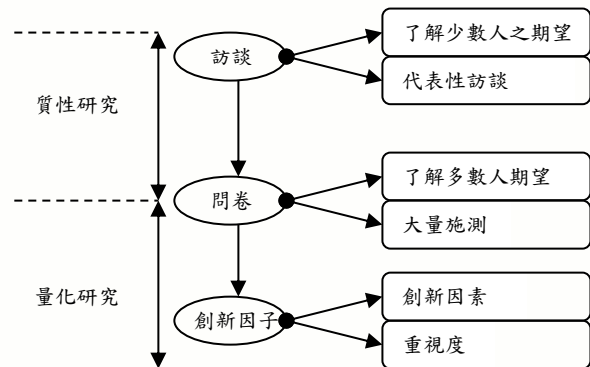 了解少數人之期望
訪談
代表性訪談
質性研究
了解多數人期望
問卷
大量施測
創新因素
量化研究
創新因子
重視度